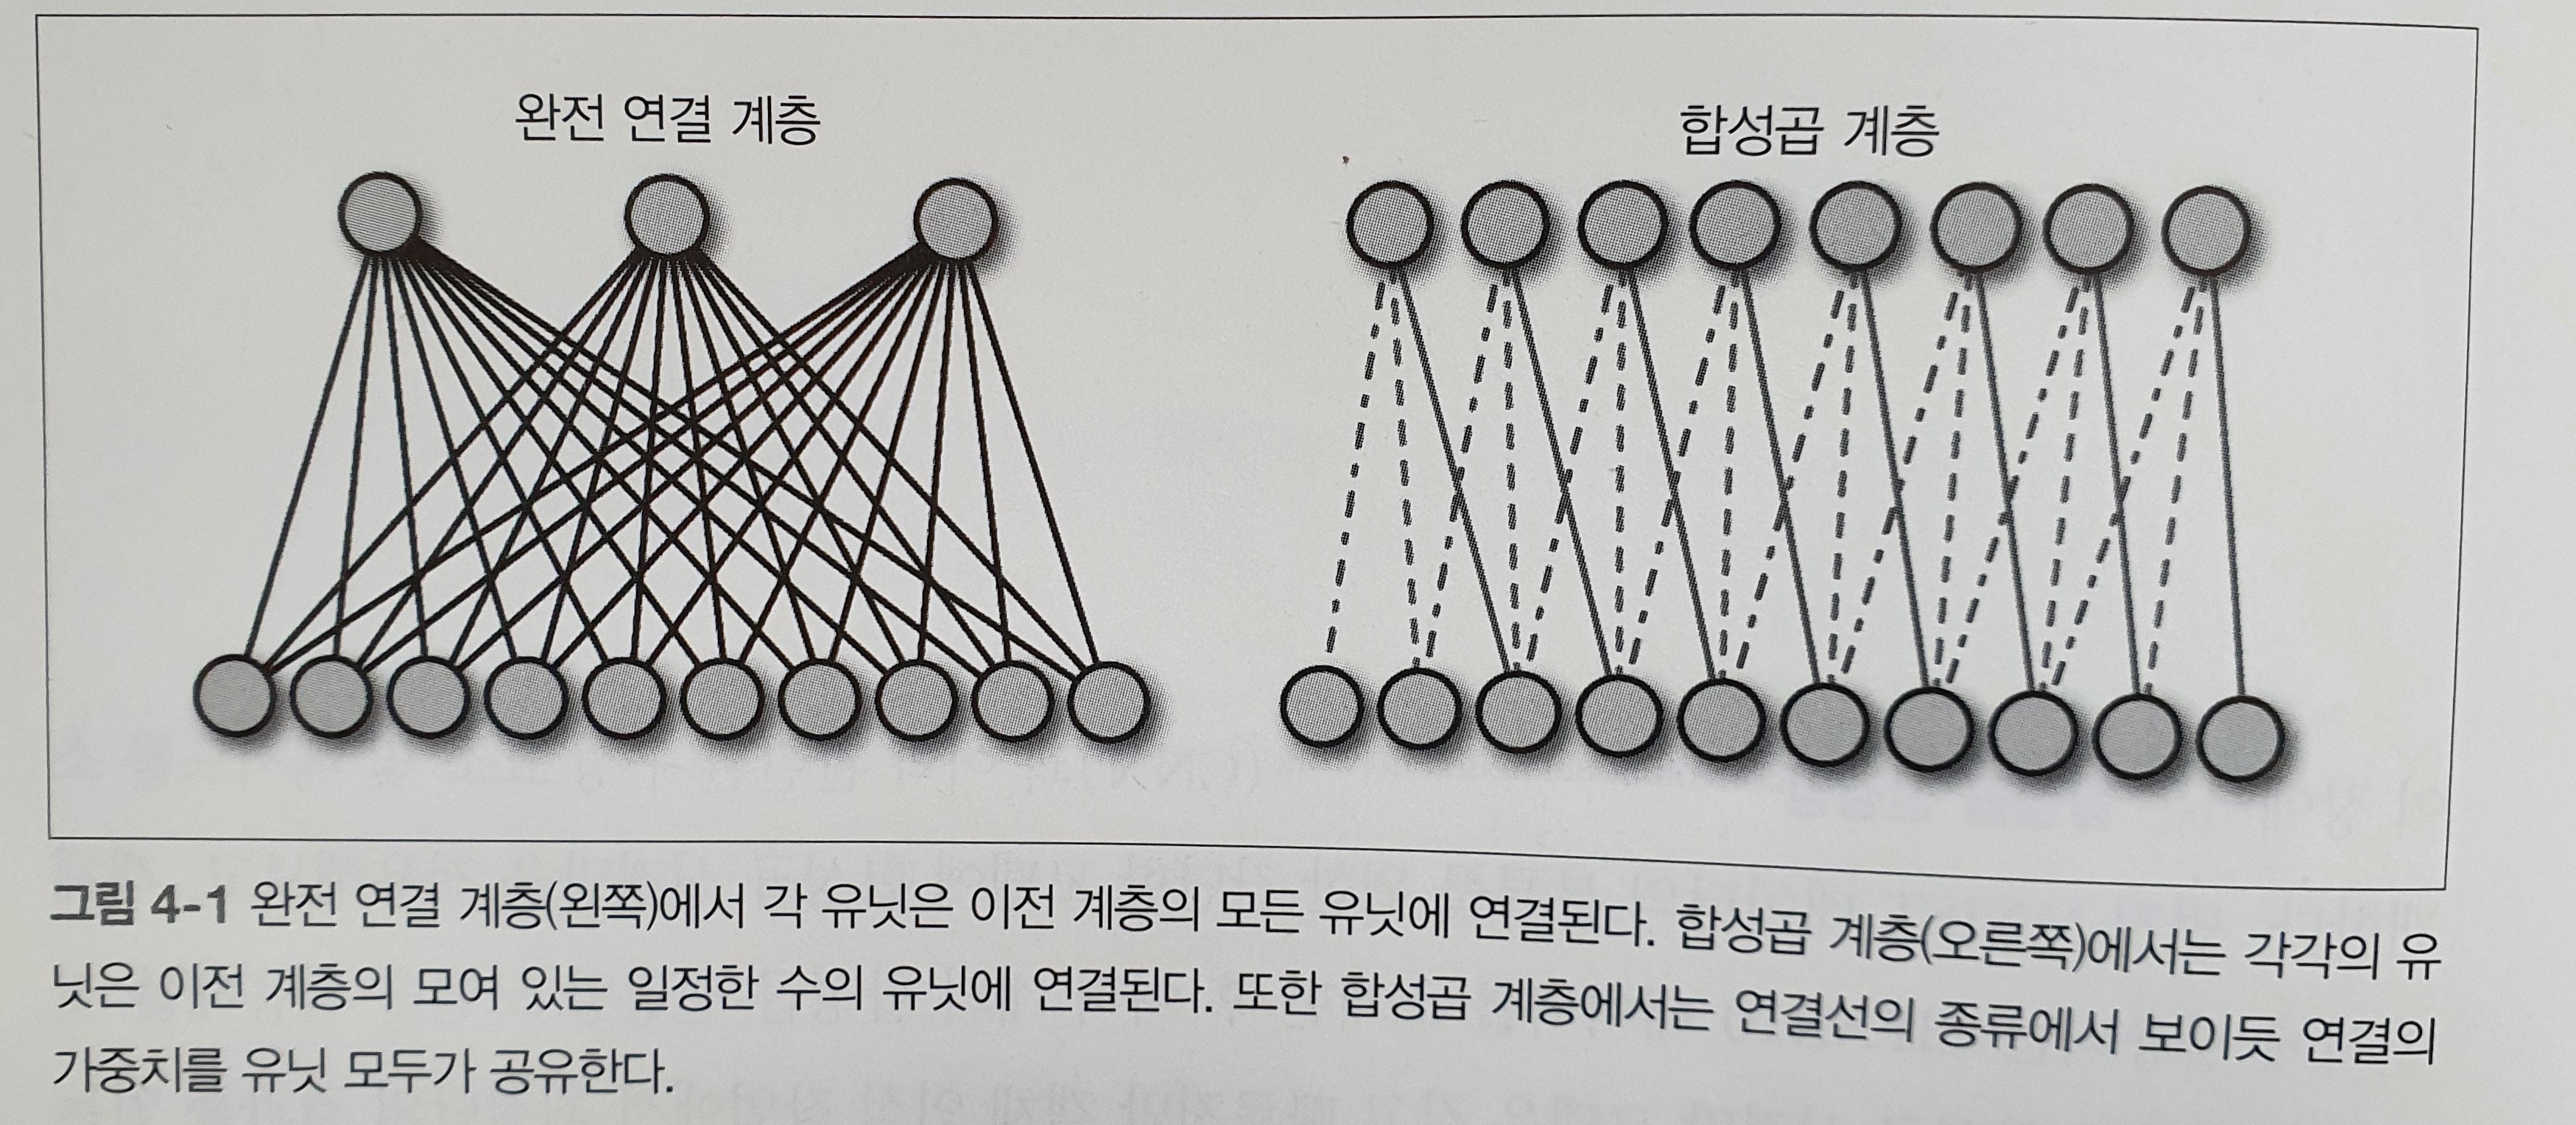 완전 연결 계층
합성곱 계층
그림 4-1 완전 연결 계층(왼쪽)에서 각 유닛은 이전 계층의 모든 유닛에 연결된다. 합성곱 계층(오른쪽)에서는 각각의 유
닛은 이전 계층의 모여 있는 일정한 수의 유닛에 연결된다. 또한 합성곱 계층에서는 연결선의 종류에서 보이듯 연결의
가중치를 유닛 모두가 공유한다.